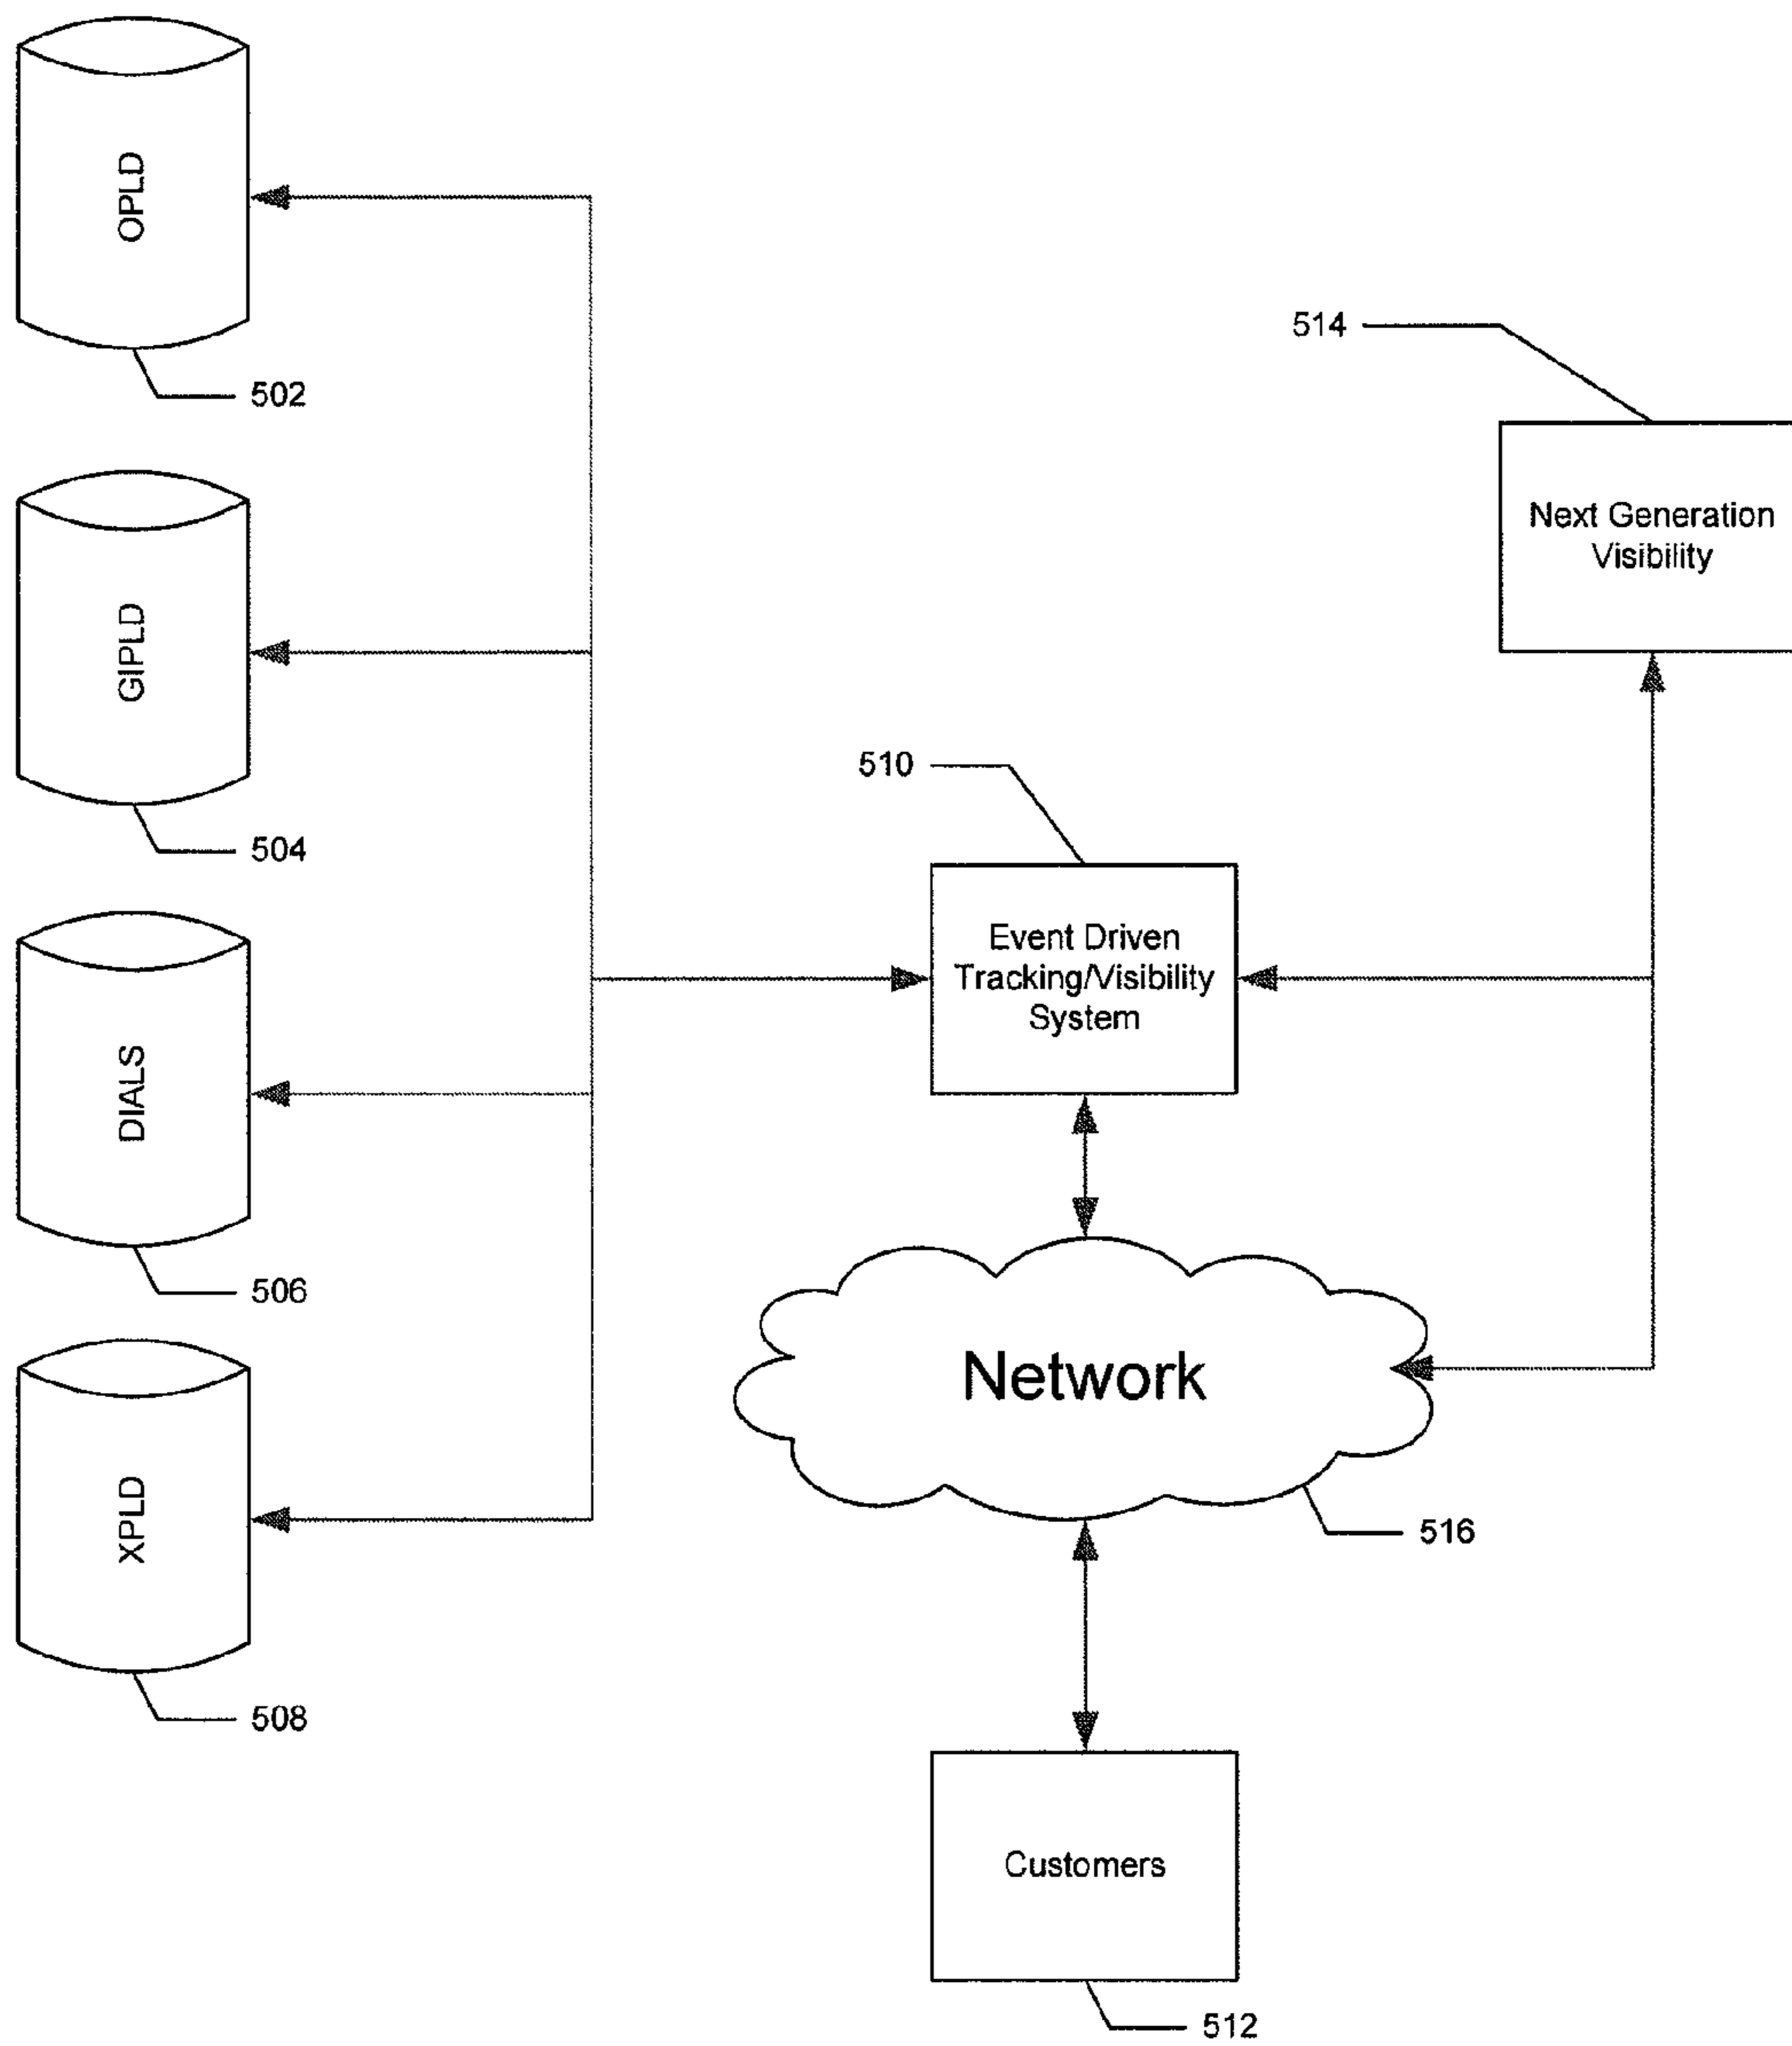 OPLD
502
514
Next Generation
Visibility
GIPLD
504
510
Event Driven
Tracking/Visibility
System
DIALS
506
Network
XPLD
516
508
Customers
512